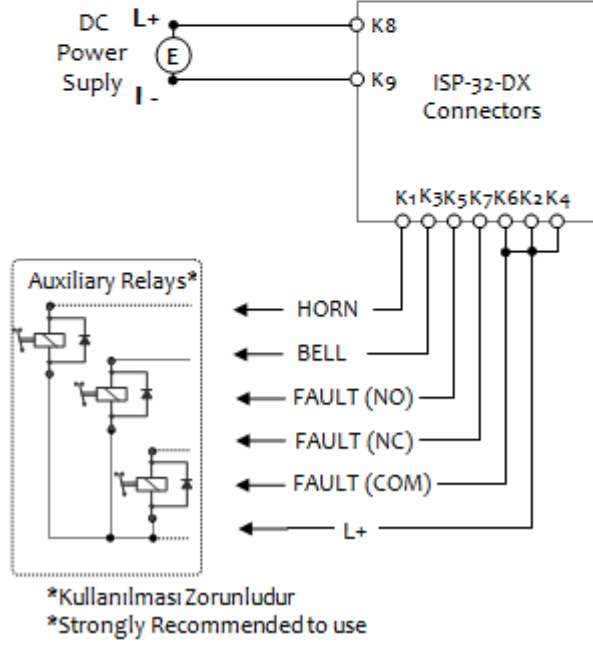 DC
Power
Suply
L+
E
I -
K8
K9
ISP-32-DX
Connectors
K1 K3 K5 K7 K6 K2 K4
Auxiliary Relays*
HORN
BELL
FAULT (NO)
FAULT (NC)
FAULT (COM)
L+
*Kullanılması Zorunludur
*Strongly Recommended to use